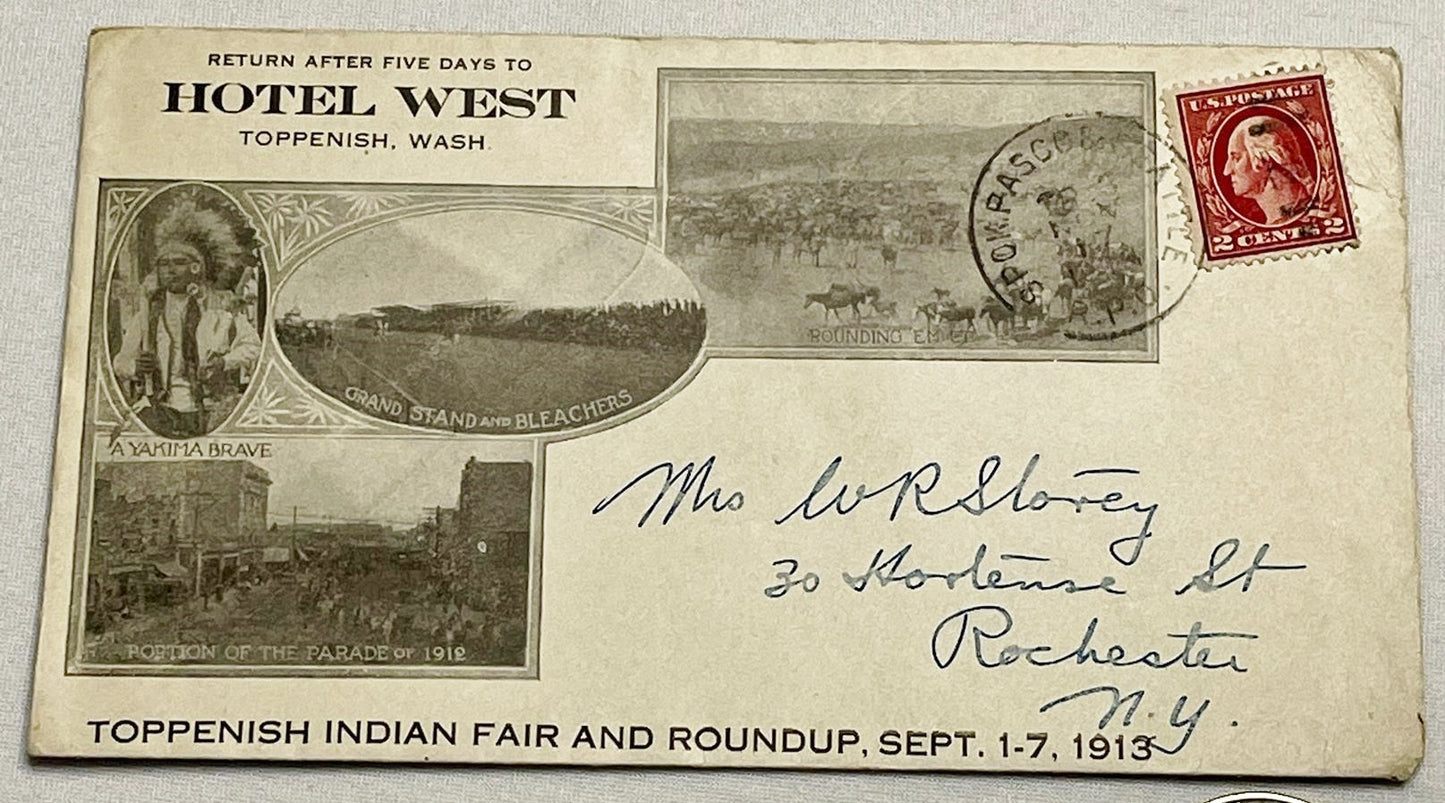 RETURN AFTER FIVE DAYS TO
HOTEL WEST
TOPPENISH, WASH.
U.S. POSTAGE
2 CENTS 2
SPOK. PASCO &
R.P.O.
ROUNDING 'EM UP
GRAND STAND AND BLEACHERS
A YAKIMA BRAVE
PORTION OF THE PARADE OF 1912
Mrs W R Storey
30 Hortense St
Rochester
N.Y.
TOPPENISH INDIAN FAIR AND ROUNDUP, SEPT. 1-7, 1913